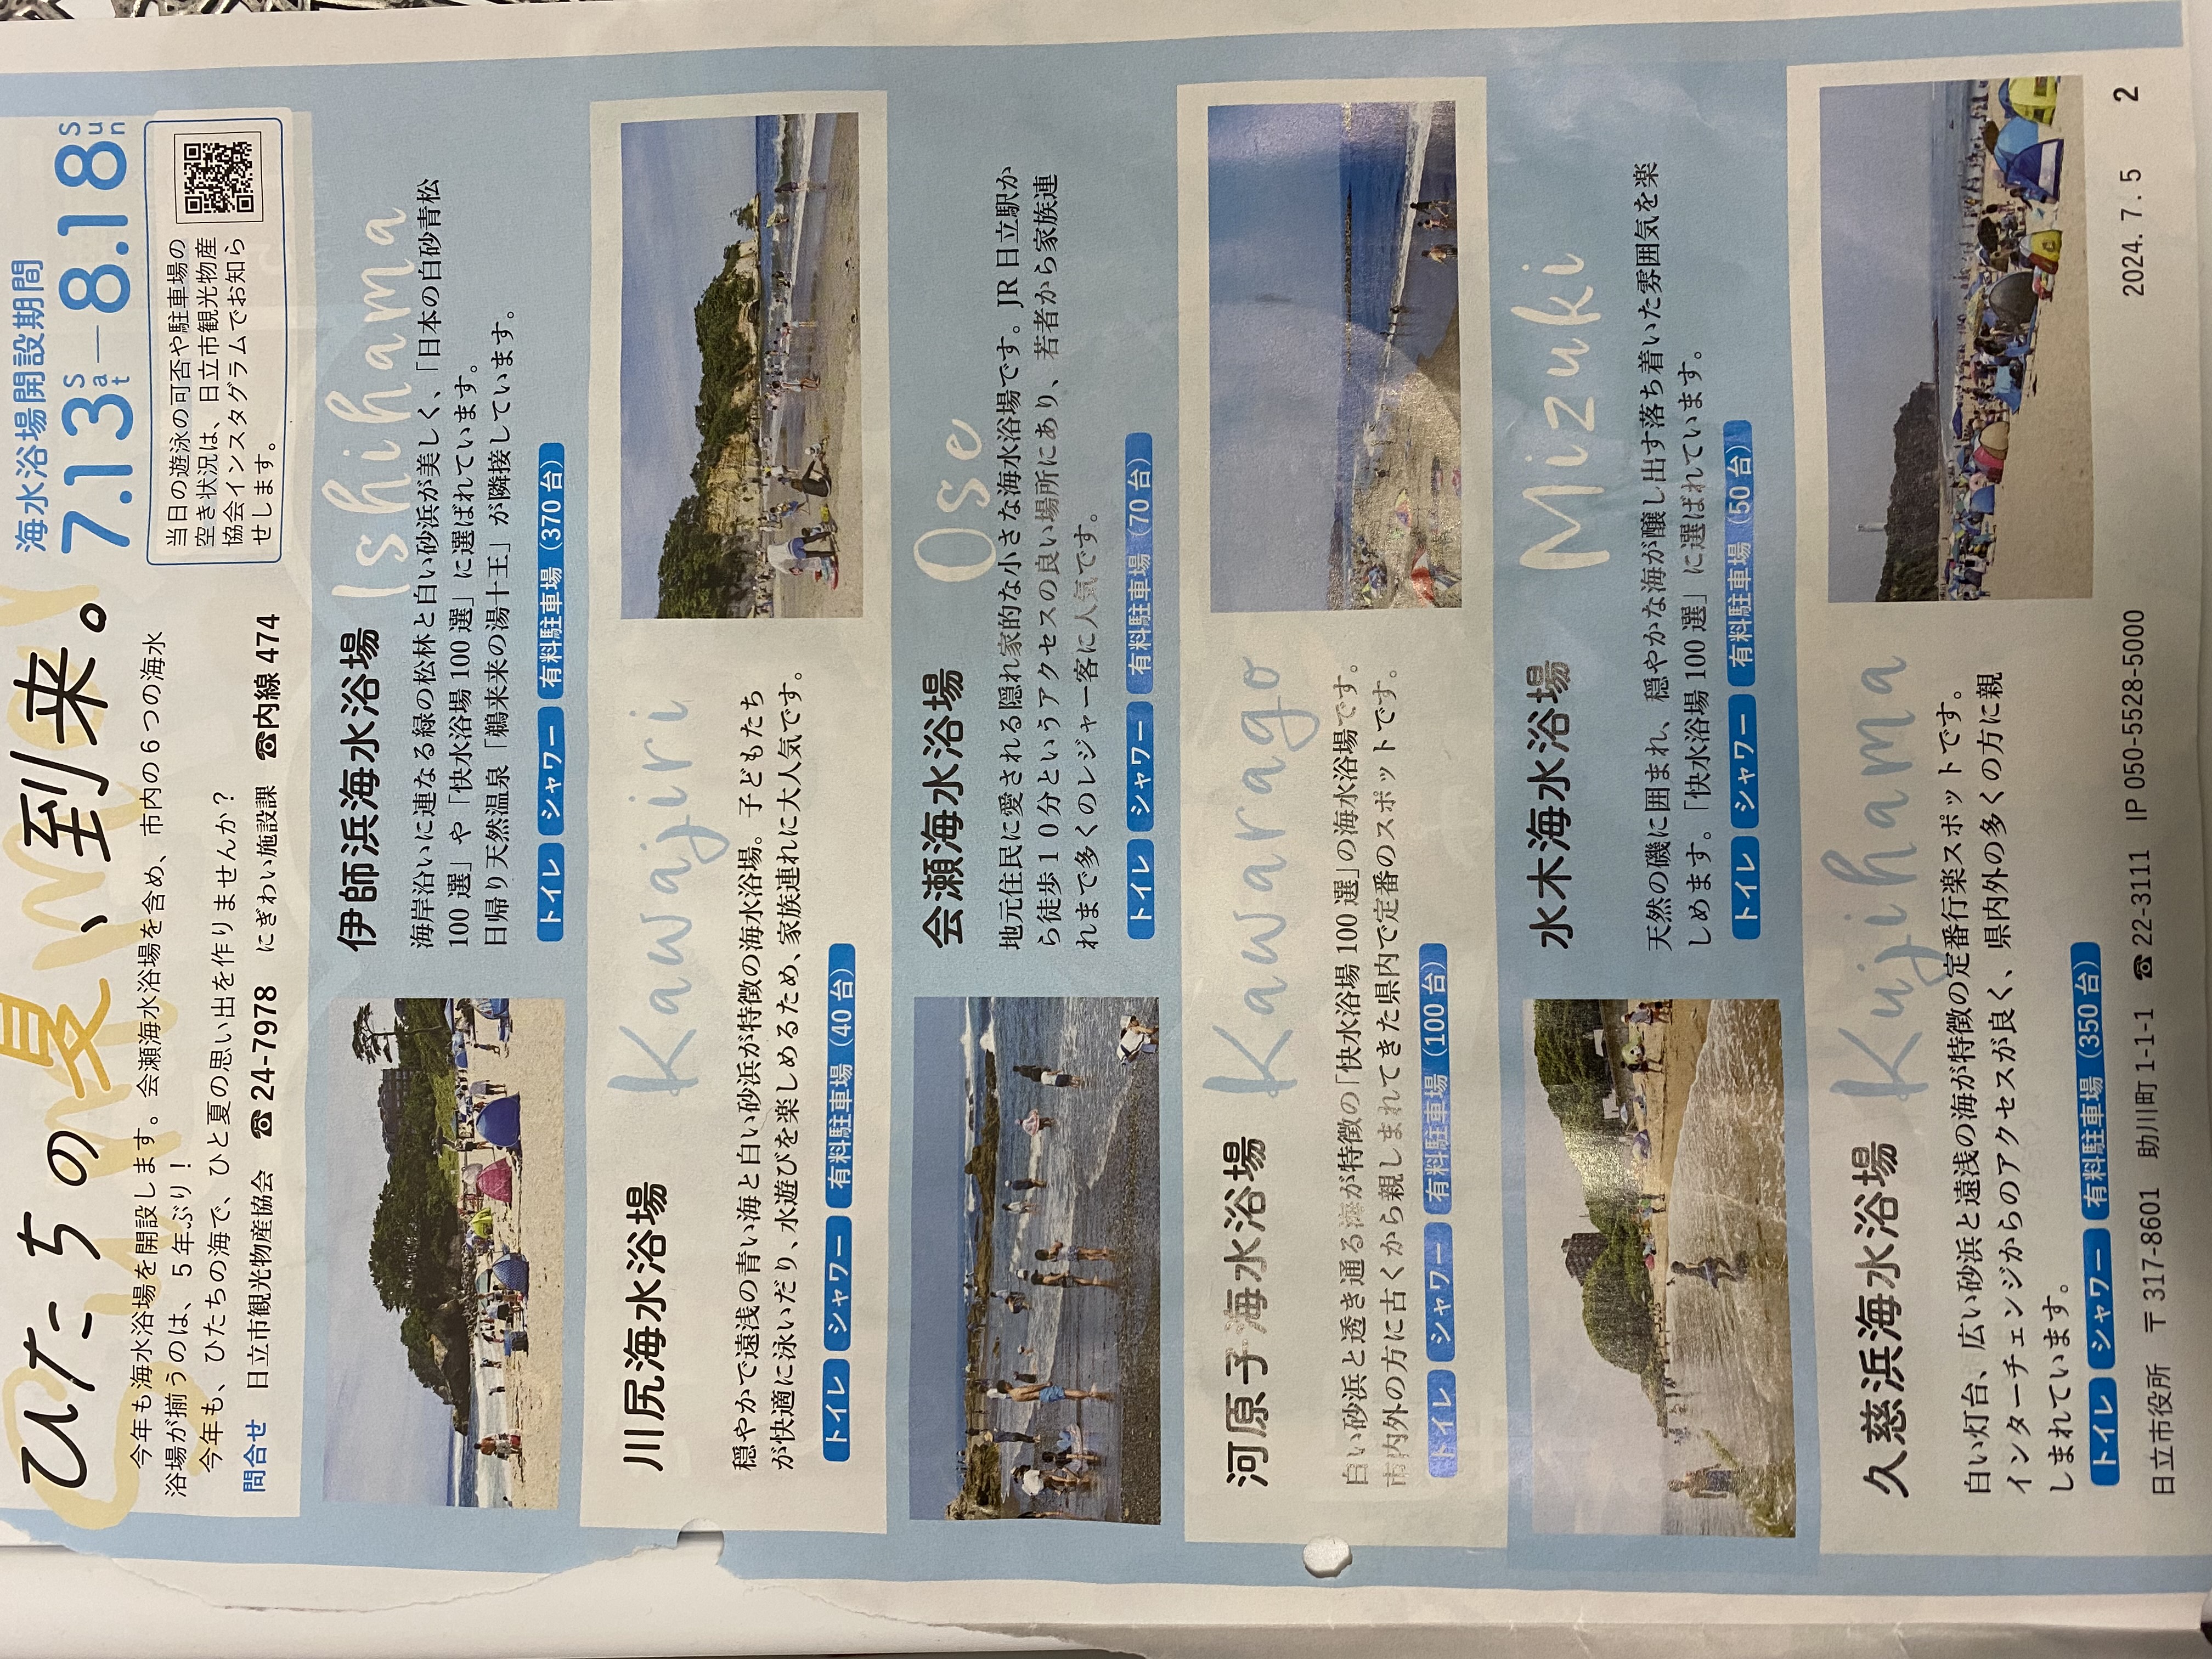 Summer
ひたちの夏、到来。
海水浴場開設期間
7.13 Sat — 8.18 Sun
今年も海水浴場を開設します。会瀬海水浴場を含め、市内の6つの海水
浴場が揃うのは、5年ぶり！
今年も、ひたちの海で、ひと夏の思い出を作りませんか？
問合せ 日立市観光物産協会 ☎ 24-7978 にぎわい施設課 ☎内線 474
当日の遊泳の可否や駐車場の
空き状況は、日立市観光物産
協会インスタグラムでお知ら
せします。
伊師浜海水浴場 Ishihama
海岸沿いに連なる緑の松林と白い砂浜が美しく、「日本の白砂青松
100 選」や「快水浴場 100 選」に選ばれています。
日帰り天然温泉「鵜来来の湯十王」が隣接しています。
トイレ シャワー 有料駐車場（370 台）
川尻海水浴場 Kawajiri
穏やかで遠浅の青い海と白い砂浜が特徴の海水浴場。子どもたち
が快適に泳いだり、水遊びを楽しめるため、家族連れに大人気です。
トイレ シャワー 有料駐車場（40 台）
会瀬海水浴場 Ose
地元住民に愛される隠れ家的な小さな海水浴場です。JR 日立駅か
ら徒歩１０分というアクセスの良い場所にあり、若者から家族連
れまで多くのレジャー客に人気です。
トイレ シャワー 有料駐車場（70 台）
河原子海水浴場 Kawarago
白い砂浜と透き通る海が特徴の「快水浴場 100 選」の海水浴場です。
市内外の方に古くから親しまれてきた県内で定番のスポットです。
トイレ シャワー 有料駐車場（100 台）
水木海水浴場 Mizuki
天然の磯に囲まれ、穏やかな海が醸し出す落ち着いた雰囲気を楽
しめます。「快水浴場 100 選」に選ばれています。
トイレ シャワー 有料駐車場（50 台）
久慈浜海水浴場 Kujihama
白い灯台、広い砂浜と遠浅の海が特徴の定番行楽スポットです。
インターチェンジからのアクセスが良く、県内外の多くの方に親
しまれています。
トイレ シャワー 有料駐車場（350 台）
日立市役所 〒317-8601 助川町 1-1-1 ☎ 22-3111 IP 050-5528-5000
2024. 7. 5 2